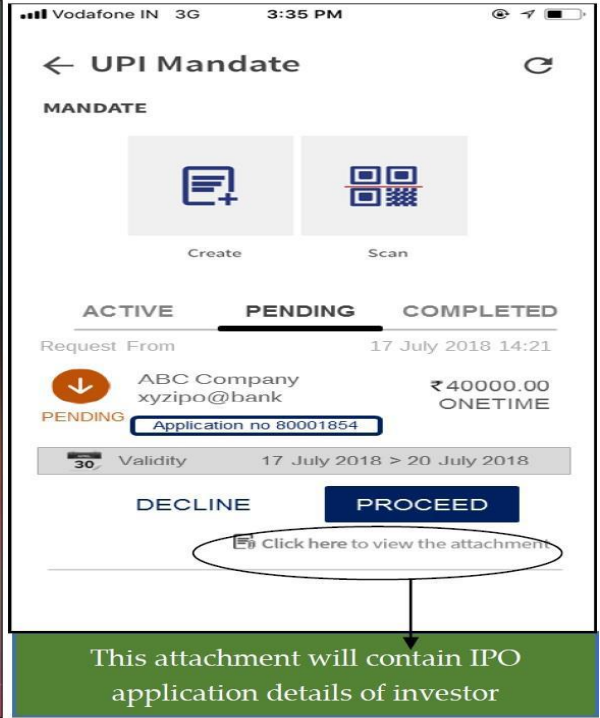 Vodafone IN 3G 3:35 PM
← UPI Mandate
MANDATE
Create Scan
ACTIVE PENDING COMPLETED
Request From 17 July 2018 14:21
ABC Company ₹40000.00
xyzipo@bank ONETIME
PENDING
Application no 80001854
30 Validity 17 July 2018 > 20 July 2018
DECLINE PROCEED
Click here to view the attachment
This attachment will contain IPO
application details of investor